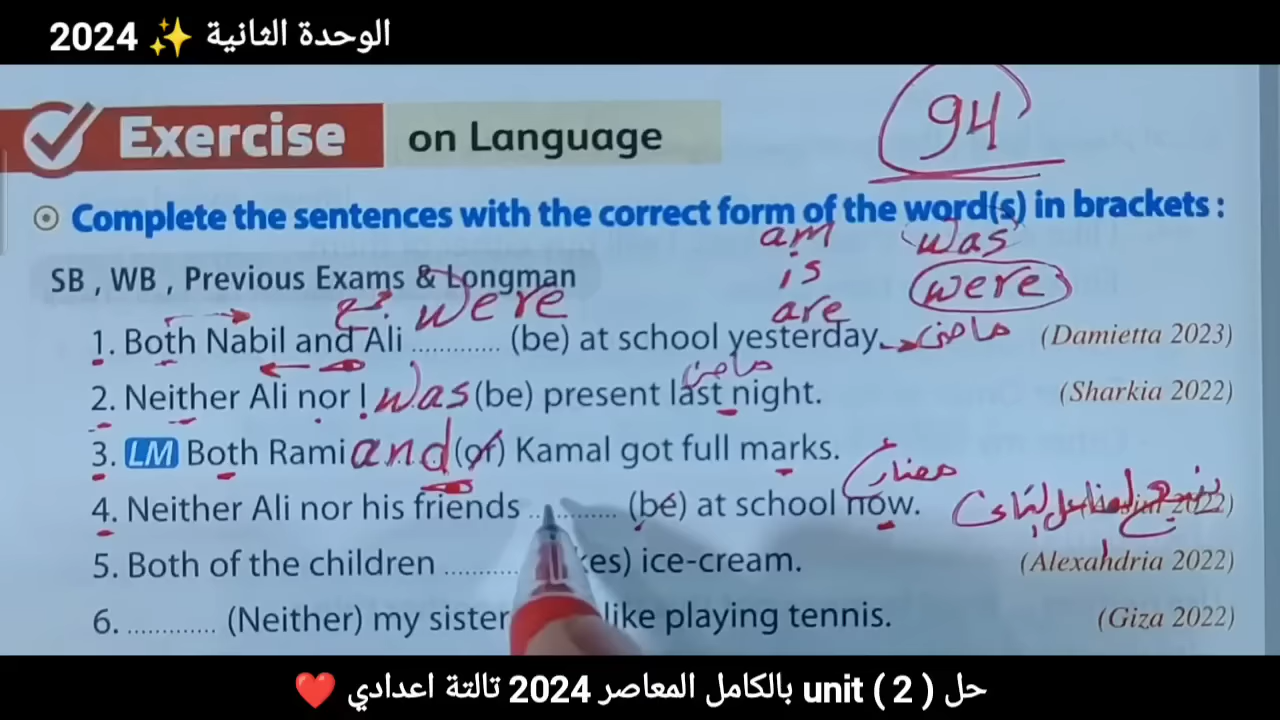 الوحدة الثانية ✨ 2024
94
Exercise on Language
Complete the sentences with the correct form of the word(s) in brackets :
am was
SB , WB , Previous Exams & Longman
is were
جمع were are
1. Both Nabil and Ali ............ (be) at school yesterday. ماضى (Damietta 2023)
ماضى
2. Neither Ali nor I was (be) present last night. (Sharkia 2022)
3. LM Both Rami and (or) Kamal got full marks.
مضارع
4. Neither Ali nor his friends ............ (be) at school now. 2022)
5. Both of the children ......... kes) ice-cream. (Alexandria 2022)
6. ............ (Neither) my sister like playing tennis. (Giza 2022)
حل unit ( 2 ) بالكامل المعاصر 2024 تالتة اعدادي ❤️